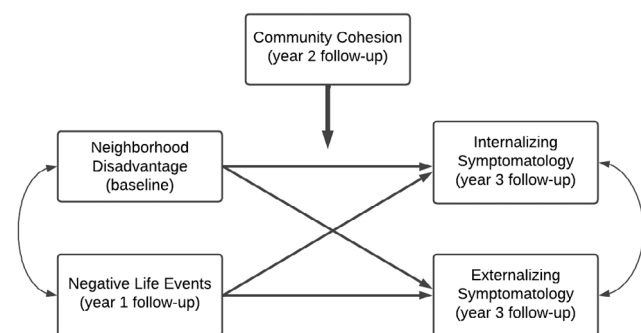 Community Cohesion
(year 2 follow-up)
Neighborhood
Disadvantage
(baseline)
Internalizing
Symptomatology
(year 3 follow-up)
Negative Life Events
(year 1 follow-up)
Externalizing
Symptomatology
(year 3 follow-up)